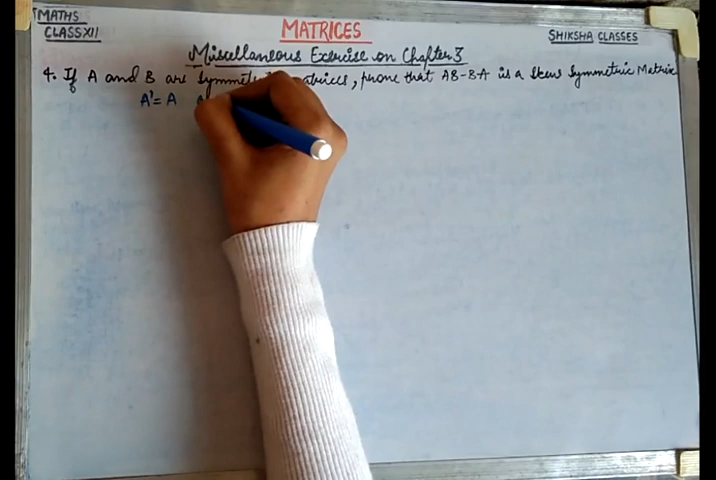 MATHS
CLASS XII
MATRICES
SHIKSHA CLASSES
Miscellaneous Exercise on Chapter 3
4. If A and B are Symmetric matrices, prove that AB-BA is a Skew Symmetric Matrix
A'= A